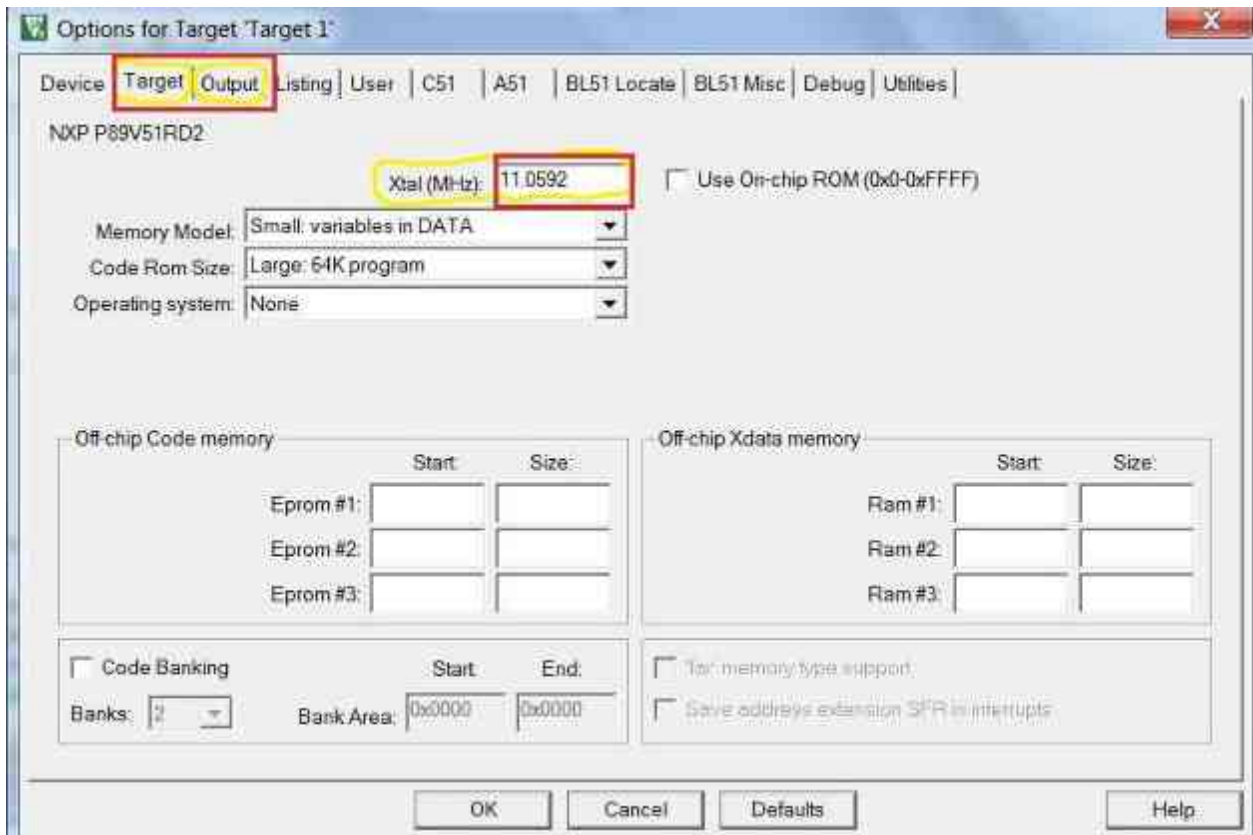 Options for Target 'Target 1'
Device Target Output Listing User C51 A51 BL51 Locate BL51 Misc Debug Utilities
NXP P89V51RD2
Xtal (MHz): 11.0592 Use On-chip ROM (0x0-0xFFFF)
Memory Model: Small: variables in DATA
Code Rom Size: Large: 64K program
Operating system: None
Off-chip Code memory Off-chip Xdata memory
Start: Size: Start: Size:
Eprom #1: Ram #1:
Eprom #2: Ram #2:
Eprom #3: Ram #3:
Code Banking Start: End: 'far' memory type support
Banks: 2 Bank Area: 0x0000 0x0000 Save address extension SFR in interrupts
OK Cancel Defaults Help